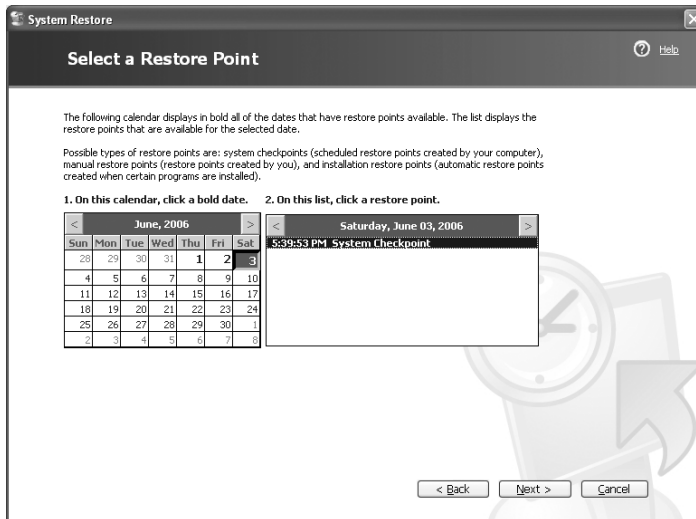 System Restore
Select a Restore Point
Help
The following calendar displays in bold all of the dates that have restore points available. The list displays the
restore points that are available for the selected date.
Possible types of restore points are: system checkpoints (scheduled restore points created by your computer),
manual restore points (restore points created by you), and installation restore points (automatic restore points
created when certain programs are installed).
1. On this calendar, click a bold date.
2. On this list, click a restore point.
< June, 2006 >
Sun Mon Tue Wed Thu Fri Sat
28 29 30 31 1 2 3
4 5 6 7 8 9 10
11 12 13 14 15 16 17
18 19 20 21 22 23 24
25 26 27 28 29 30 1
2 3 4 5 6 7 8
< Saturday, June 03, 2006 >
5:39:53 PM System Checkpoint
< Back
Next >
Cancel